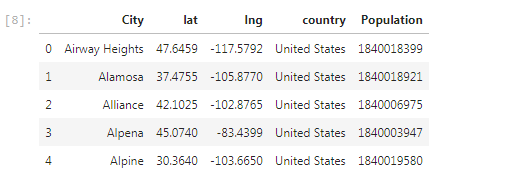 [8]:
City lat lng country Population
0 Airway Heights 47.6459 -117.5792 United States 1840018399
1 Alamosa 37.4755 -105.8770 United States 1840018921
2 Alliance 42.1025 -102.8765 United States 1840006975
3 Alpena 45.0740 -83.4399 United States 1840003947
4 Alpine 30.3640 -103.6650 United States 1840019580